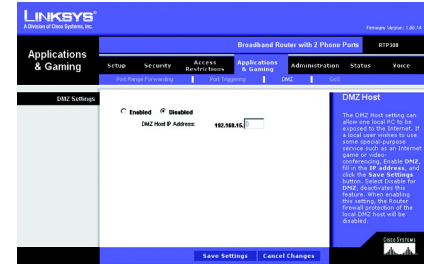 LINKSYS®
A Division of Cisco Systems, Inc.
Firmware Version: 1.00.14
Broadband Router with 2 Phone Ports
RTP300
Applications & Gaming
Setup
Security
Access Restrictions
Applications & Gaming
Administration
Status
Voice
Port Range Forwarding
Port Triggering
DMZ
QoS
DMZ Settings
Enabled
Disabled
DMZ Host IP Address:
192.168.15.
0
DMZ Host
The DMZ Host setting can
allow one local PC to be
exposed to the Internet. If
a local user wishes to use
some special-purpose
service such as an Internet
game or video-
conferencing, Enable DMZ,
fill in the IP address, and
click the Save Settings
button. Select Disable for
DMZ, deactivates this
feature. When enabling
this setting, the Router
firewall protection of the
local DMZ host will be
disabled.
Save Settings
Cancel Changes
CISCO SYSTEMS